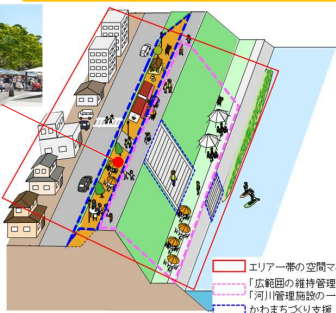 エリア一帯の空間マ
「広範囲の維持管理
「河川管理施設の一
かわまちづくり支援